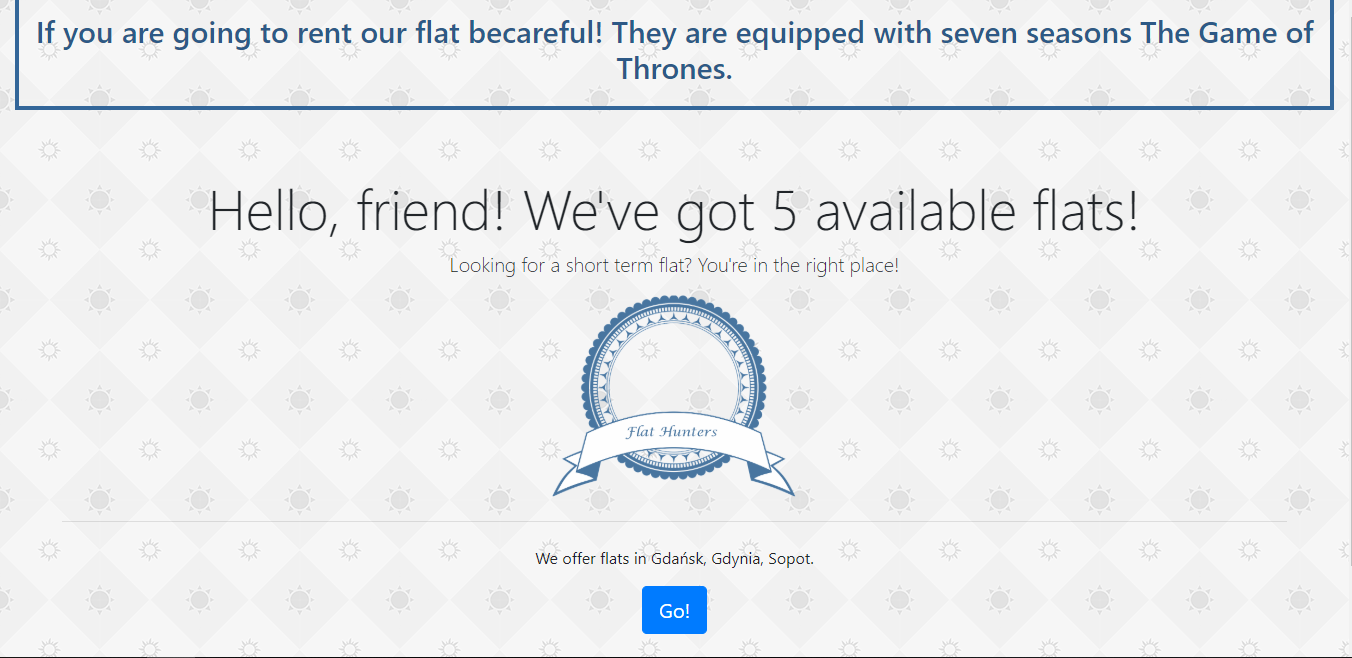 If you are going to rent our flat becareful! They are equipped with seven seasons The Game of
Thrones.
Hello, friend! We've got 5 available flats!
Looking for a short term flat? You're in the right place!
Flat Hunters
We offer flats in Gdańsk, Gdynia, Sopot.
Go!